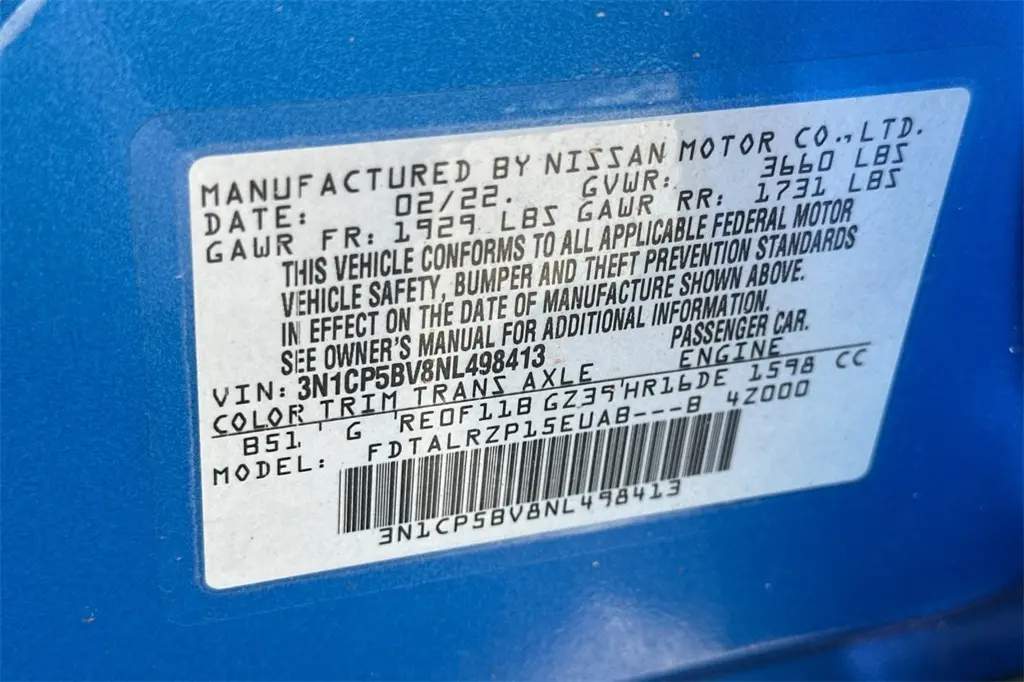 MANUFACTURED BY NISSAN MOTOR CO.,LTD.
DATE: 02/22. GVWR: 3660 LBS
GAWR FR: 1929 LBS GAWR RR: 1731 LBS
THIS VEHICLE CONFORMS TO ALL APPLICABLE FEDERAL MOTOR
VEHICLE SAFETY, BUMPER AND THEFT PREVENTION STANDARDS
IN EFFECT ON THE DATE OF MANUFACTURE SHOWN ABOVE.
SEE OWNER'S MANUAL FOR ADDITIONAL INFORMATION.
VIN: 3N1CP5BV8NL498413 PASSENGER CAR.
COLOR TRIM TRANS AXLE ENGINE
B51 ' G 'RE0F11B GZ39'HR16DE 1598 CC
MODEL: FDTALRZP15EUAB---B 4Z000
3N1CP5BV8NL498413